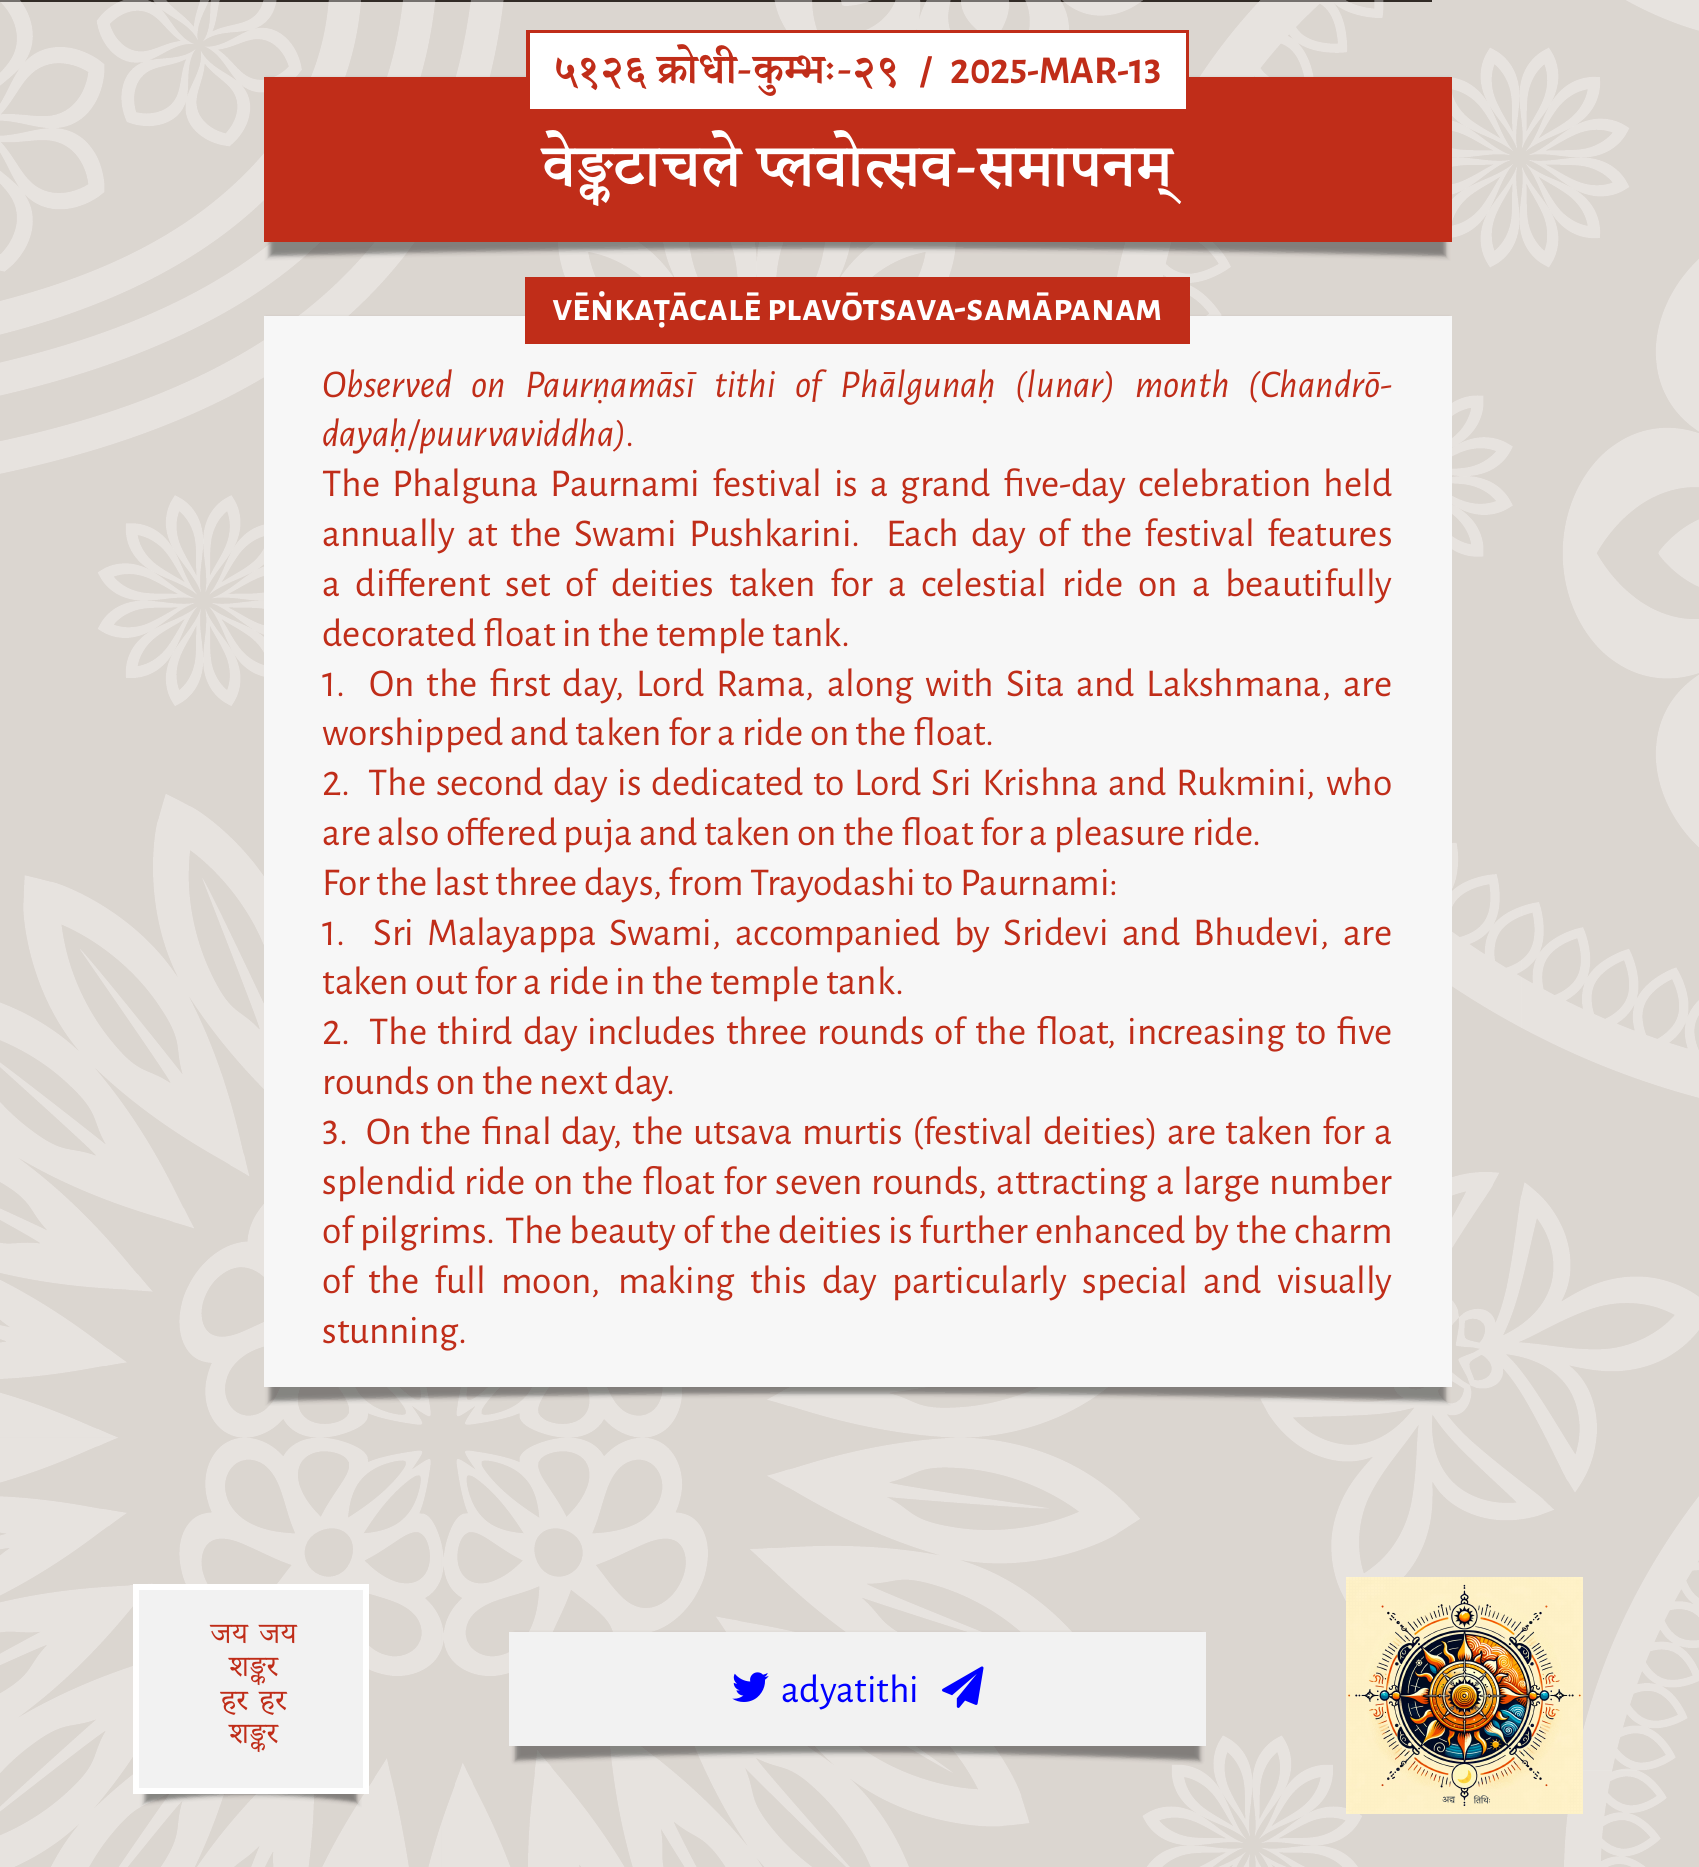 ५१२६ क्रोधी-कुम्भः-२९ / 2025-MAR-13
वेङ्कटाचले प्लवोत्सव-समापनम्
VĒṄKAṬĀCALĒ PLAVŌTSAVA-SAMĀPANAM
Observed on Paurṇamāsī tithi of Phālgunaḥ (lunar) month (Chandrō-
dayaḥ/puurvaviddha).
The Phalguna Paurnami festival is a grand five-day celebration held
annually at the Swami Pushkarini. Each day of the festival features
a different set of deities taken for a celestial ride on a beautifully
decorated float in the temple tank.
1. On the first day, Lord Rama, along with Sita and Lakshmana, are
worshipped and taken for a ride on the float.
2. The second day is dedicated to Lord Sri Krishna and Rukmini, who
are also offered puja and taken on the float for a pleasure ride.
For the last three days, from Trayodashi to Paurnami:
1. Sri Malayappa Swami, accompanied by Sridevi and Bhudevi, are
taken out for a ride in the temple tank.
2. The third day includes three rounds of the float, increasing to five
rounds on the next day.
3. On the final day, the utsava murtis (festival deities) are taken for a
splendid ride on the float for seven rounds, attracting a large number
of pilgrims. The beauty of the deities is further enhanced by the charm
of the full moon, making this day particularly special and visually
stunning.
जय जय
शङ्कर
हर हर
शङ्कर
adyatithi
अद्य तिथिः